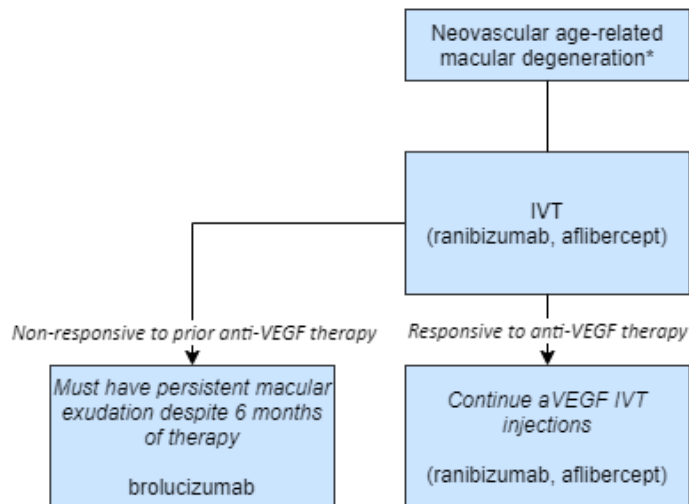 Neovascular age-related
macular degeneration*
IVT
(ranibizumab, aflibercept)
Non-responsive to prior anti-VEGF therapy
Responsive to anti-VEGF therapy
Must have persistent macular
exudation despite 6 months
of therapy
brolucizumab
Continue aVEGF IVT
injections
(ranibizumab, aflibercept)